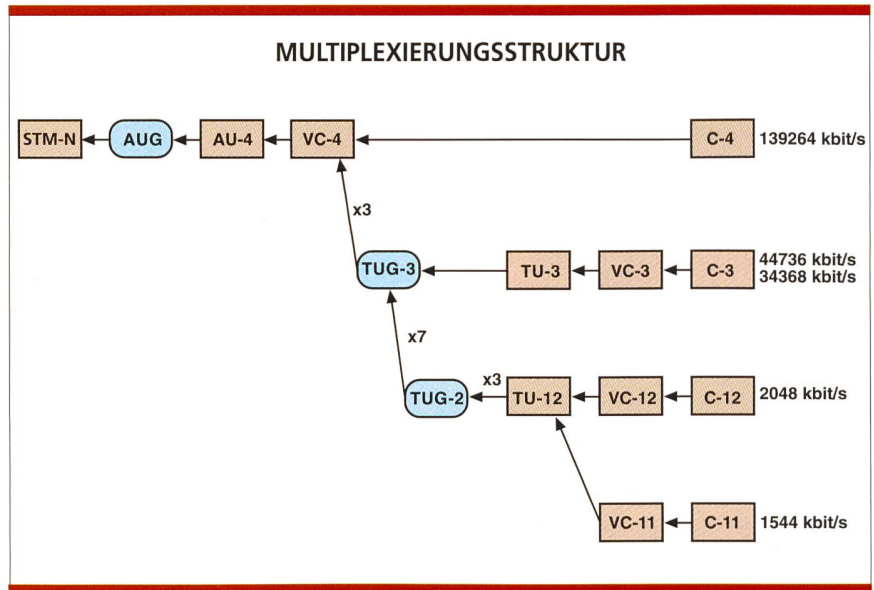 MULTIPLEXIERUNGSSTRUKTUR
STM-N AUG AU-4 VC-4 C-4 139264 kbit/s
x3
TUG-3 TU-3 VC-3 C-3 44736 kbit/s
34368 kbit/s
x7
x3
TUG-2 TU-12 VC-12 C-12 2048 kbit/s
VC-11 C-11 1544 kbit/s